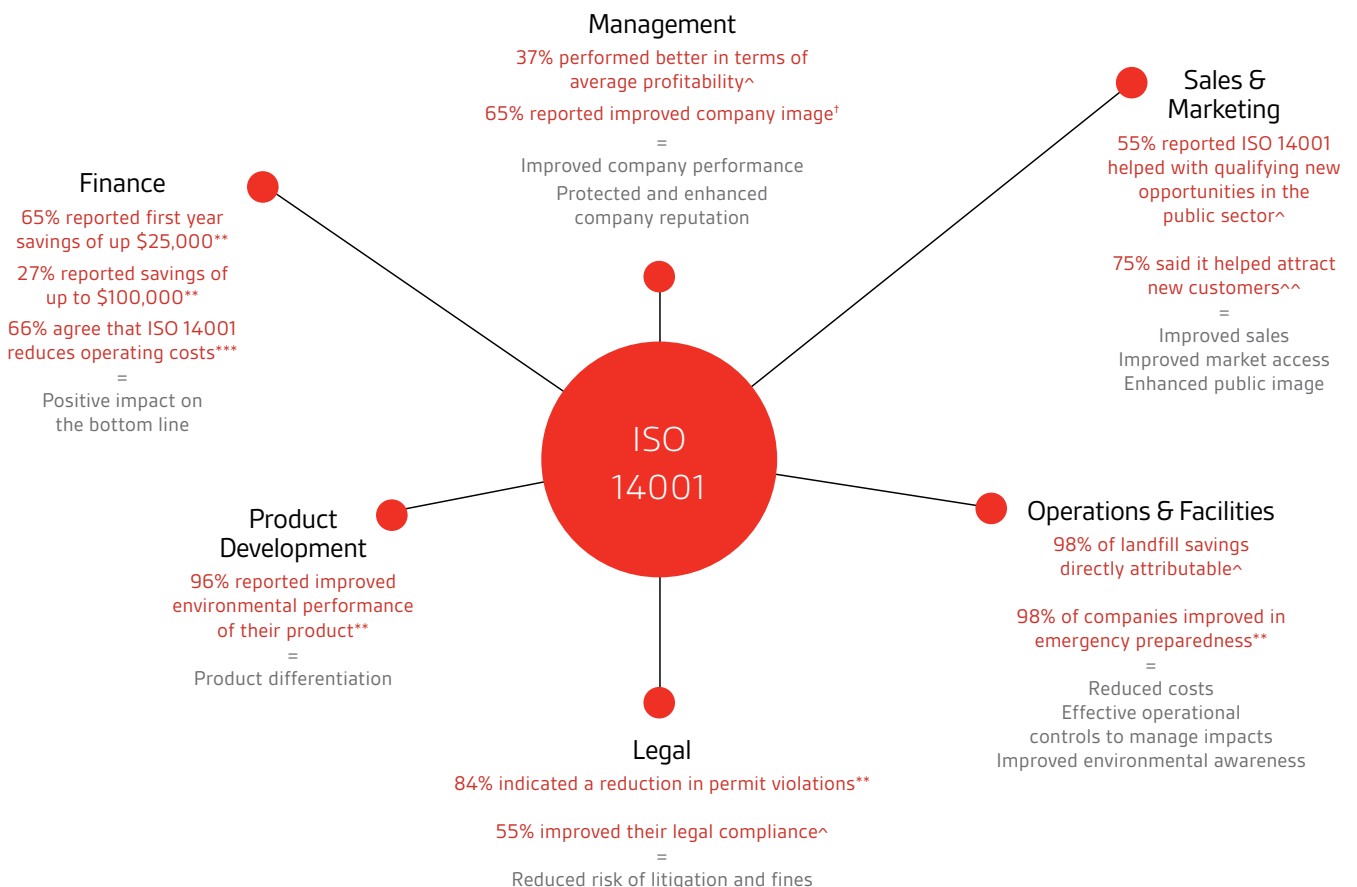 Management
37% performed better in terms of
average profitability^
65% reported improved company image†
=
Improved company performance
Protected and enhanced
company reputation
Sales &
Marketing
55% reported ISO 14001
helped with qualifying new
opportunities in the
public sector^
75% said it helped attract
new customers^^
=
Improved sales
Improved market access
Enhanced public image
Finance
65% reported first year
savings of up $25,000**
27% reported savings of
up to $100,000**
66% agree that ISO 14001
reduces operating costs***
=
Positive impact on
the bottom line
ISO
14001
Product
Development
96% reported improved
environmental performance
of their product**
=
Product differentiation
Operations & Facilities
98% of landfill savings
directly attributable^
98% of companies improved in
emergency preparedness**
=
Reduced costs
Effective operational
controls to manage impacts
Improved environmental awareness
Legal
84% indicated a reduction in permit violations**
55% improved their legal compliance^
=
Reduced risk of litigation and fines